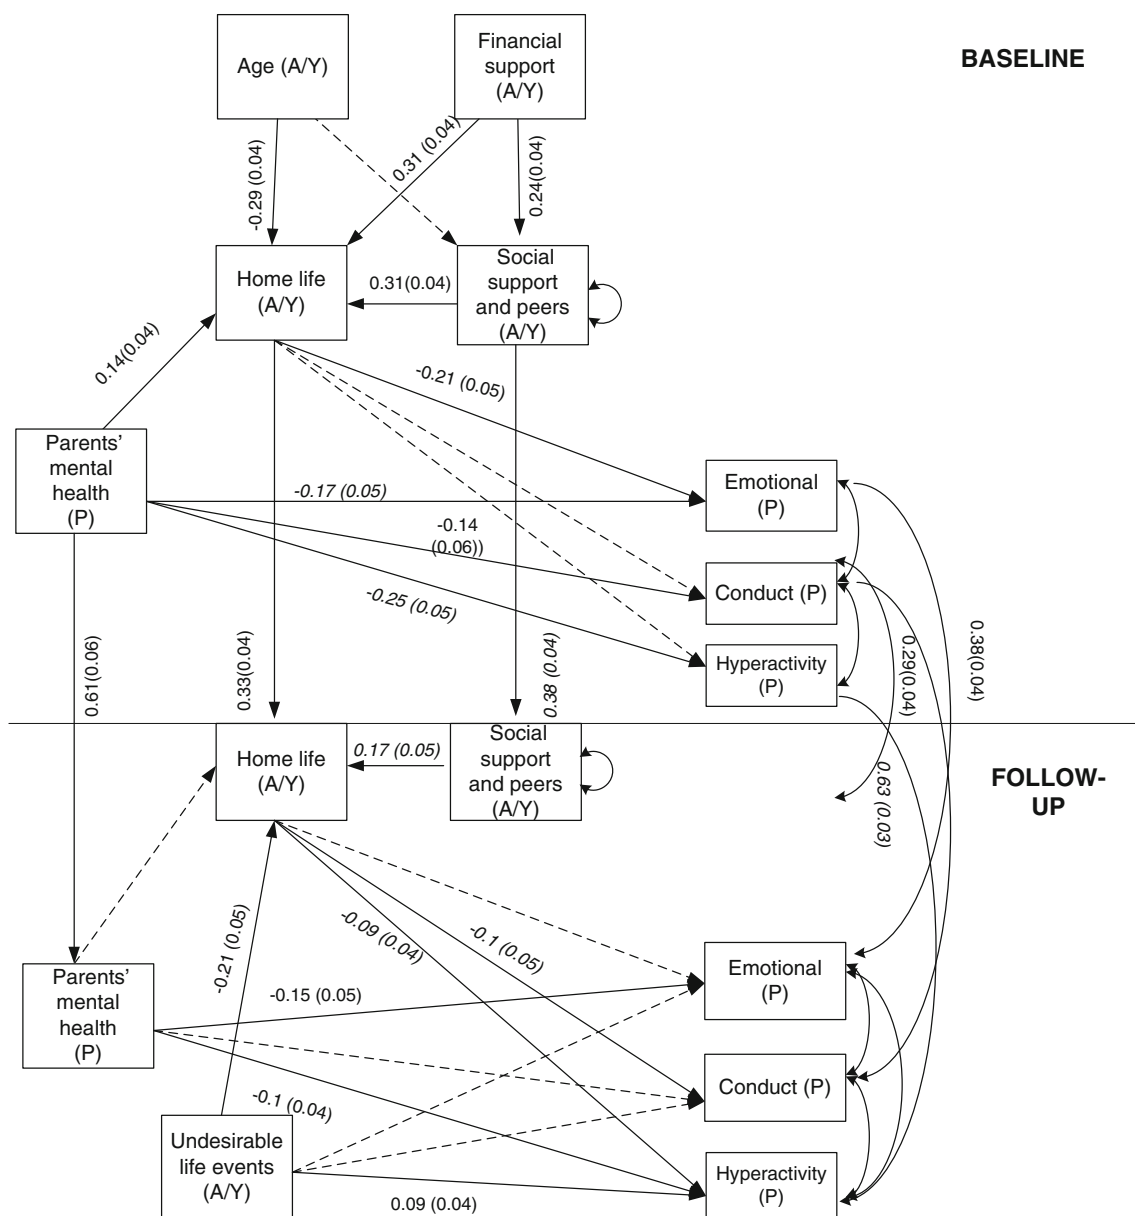 Age (A/Y)
Financial
support
(A/Y)
BASELINE
-0.29 (0.04)
0.31 (0.04)
0.24(0.04)
Home life
(A/Y)
0.31(0.04)
Social
support
and peers
(A/Y)
0.14(0.04)
-0.21 (0.05)
Parents'
mental
health
(P)
-0.17 (0.05)
Emotional
(P)
-0.14
(0.06))
Conduct (P)
-0.25 (0.05)
Hyperactivity
(P)
0.61(0.06)
0.33(0.04)
0.38 (0.04)
0.29(0.04)
0.38(0.04)
Home life
(A/Y)
0.17 (0.05)
Social
support
and peers
(A/Y)
0.63 (0.03)
FOLLOW-
UP
-0.21 (0.05)
-0.09 (0.04)
-0.1 (0.05)
Parents'
mental
health
(P)
-0.15 (0.05)
Emotional
(P)
-0.1 (0.04)
Conduct (P)
Undesirable
life events
(A/Y)
0.09 (0.04)
Hyperactivity
(P)